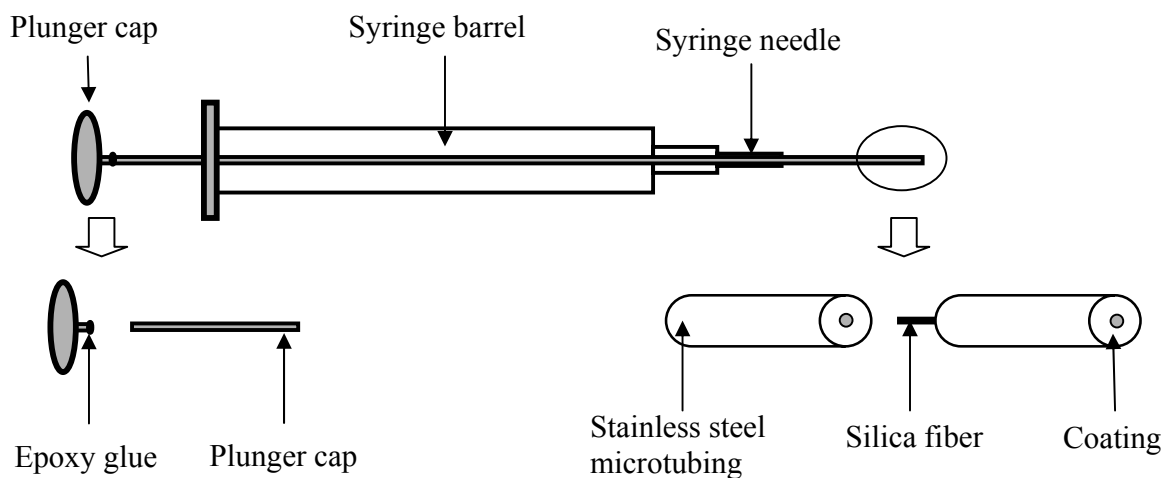 Plunger cap
Syringe barrel
Syringe needle
Epoxy glue
Plunger cap
Stainless steel
microtubing
Silica fiber
Coating